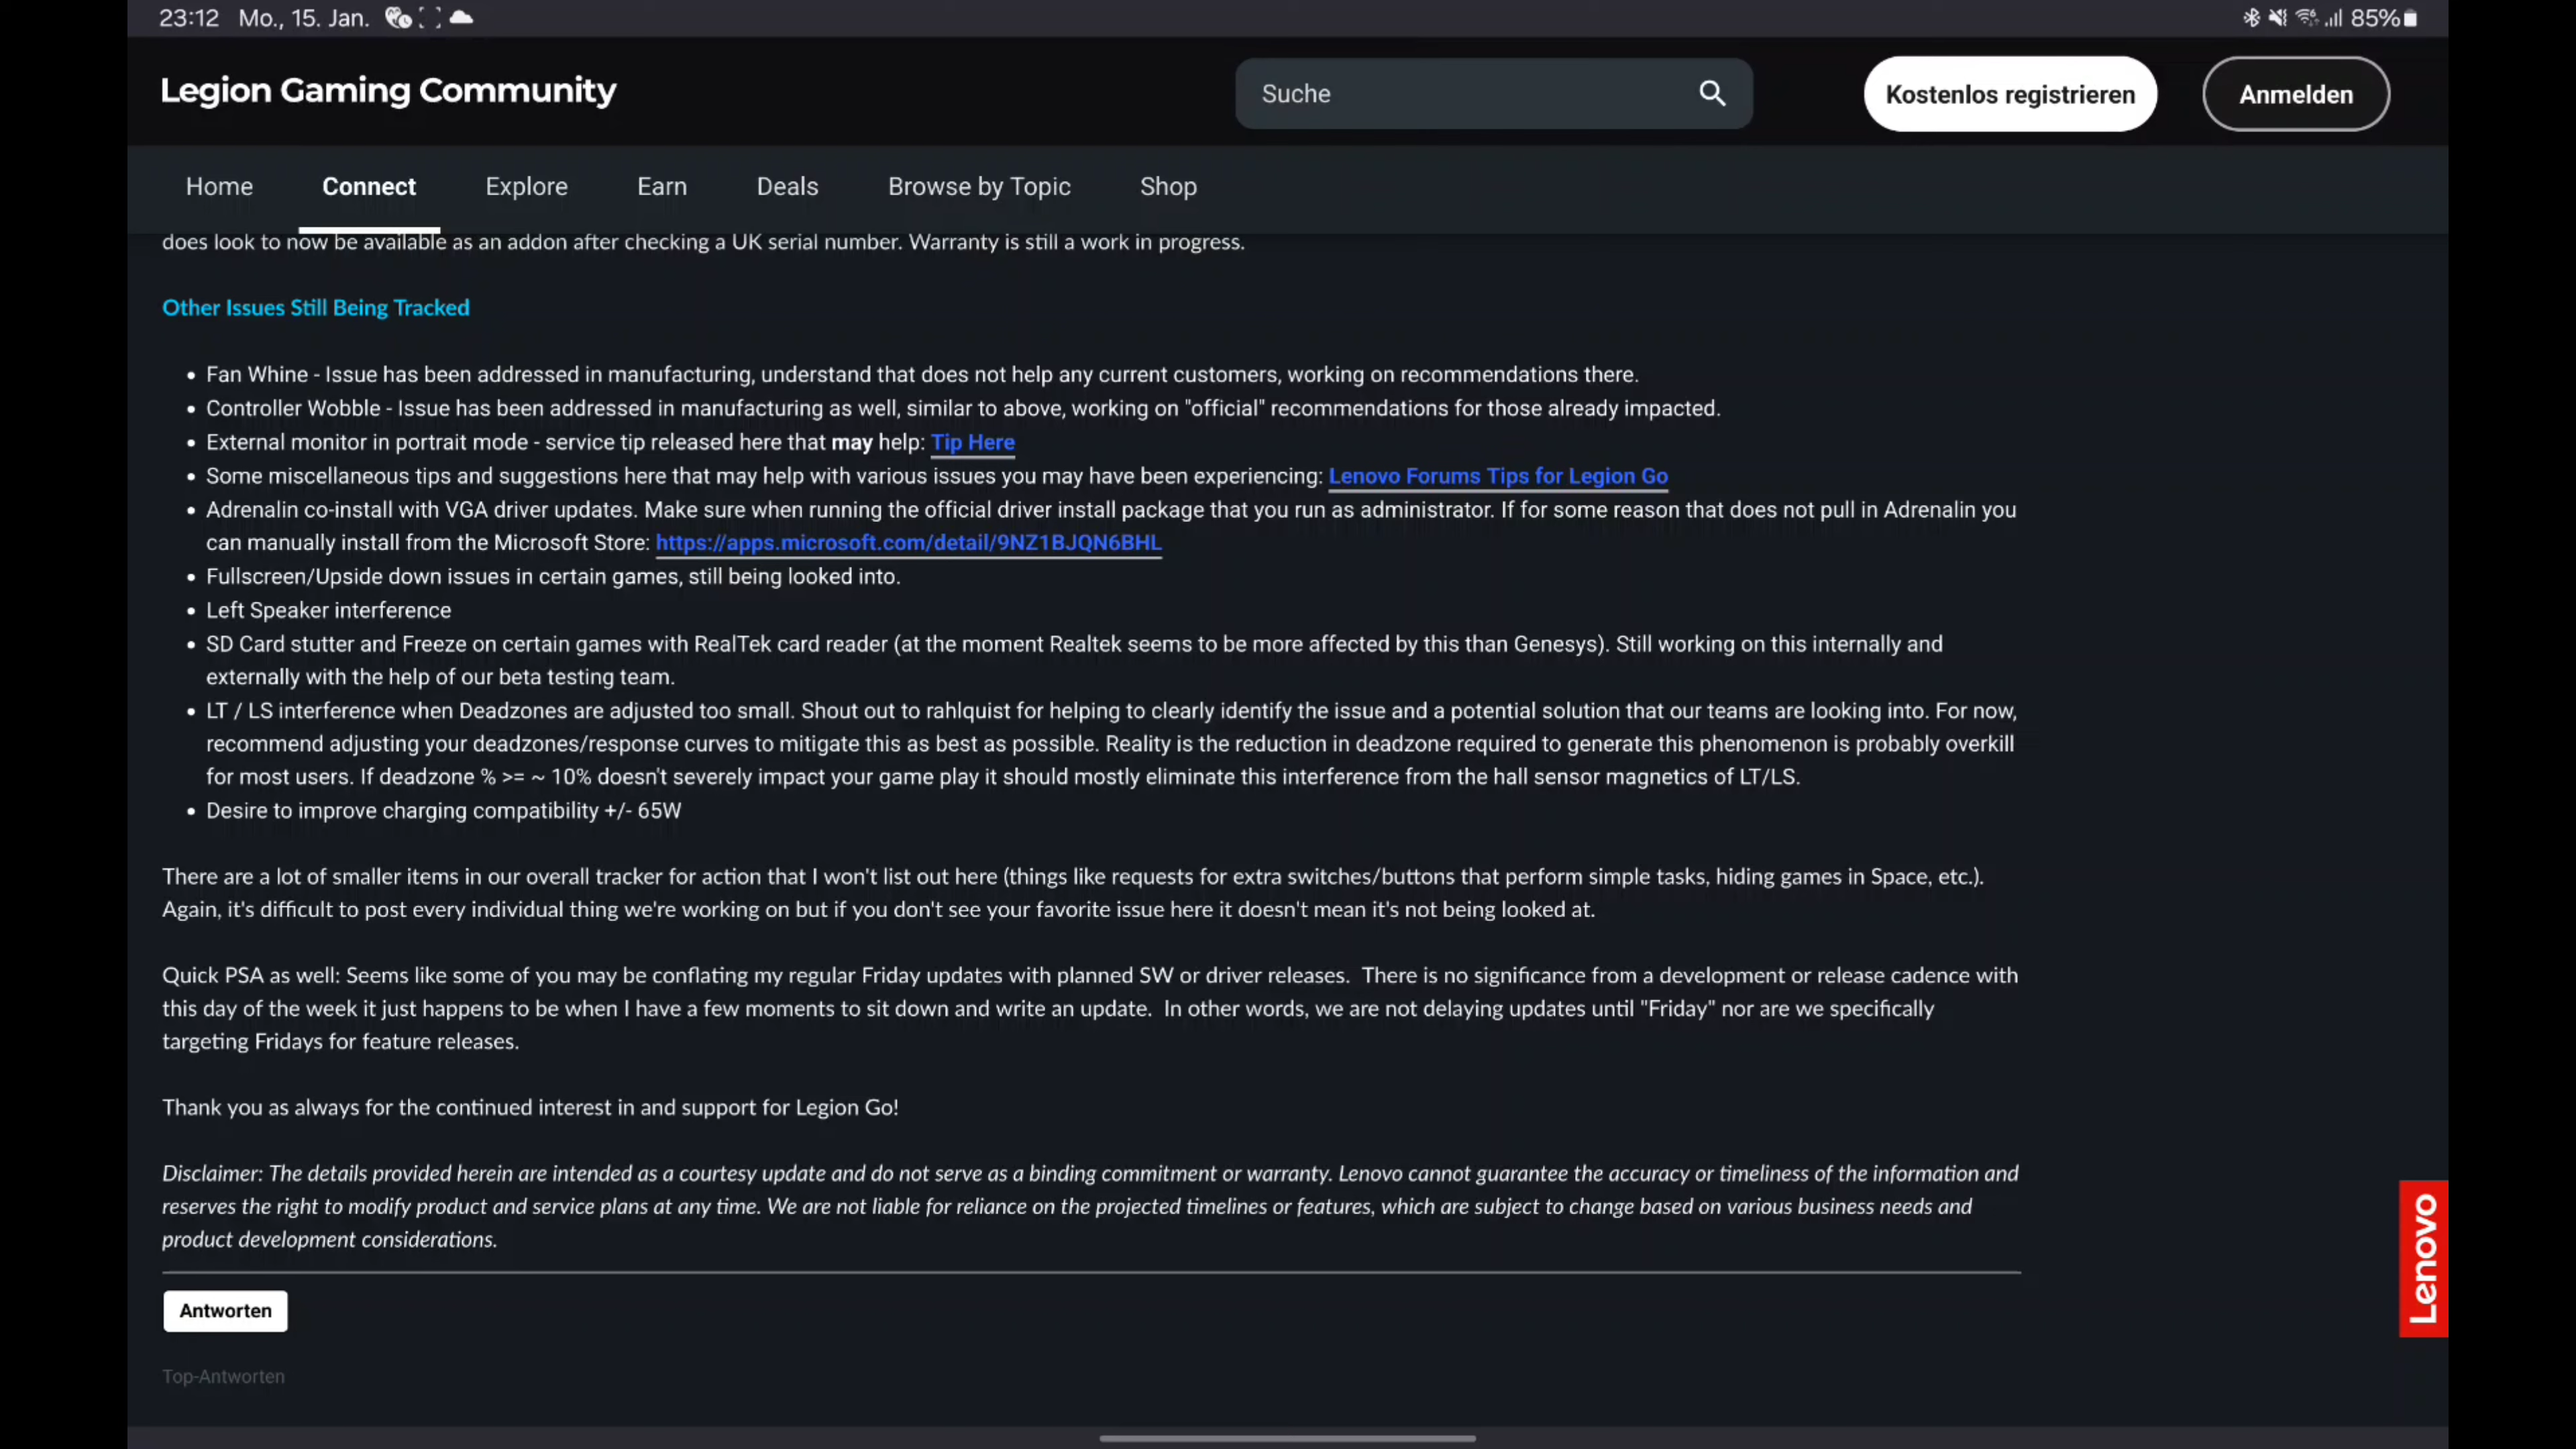 23:12 Mo., 15. Jan.
85%
Legion Gaming Community
Suche
Kostenlos registrieren
Anmelden
Home
Connect
Explore
Earn
Deals
Browse by Topic
Shop
does look to now be available as an addon after checking a UK serial number. Warranty is still a work in progress.
Other Issues Still Being Tracked
• Fan Whine - Issue has been addressed in manufacturing, understand that does not help any current customers, working on recommendations there.
• Controller Wobble - Issue has been addressed in manufacturing as well, similar to above, working on "official" recommendations for those already impacted.
• External monitor in portrait mode - service tip released here that may help: Tip Here
• Some miscellaneous tips and suggestions here that may help with various issues you may have been experiencing: Lenovo Forums Tips for Legion Go
• Adrenalin co-install with VGA driver updates. Make sure when running the official driver install package that you run as administrator. If for some reason that does not pull in Adrenalin you
can manually install from the Microsoft Store: https://apps.microsoft.com/detail/9NZ1BJQN6BHL
• Fullscreen/Upside down issues in certain games, still being looked into.
• Left Speaker interference
• SD Card stutter and Freeze on certain games with RealTek card reader (at the moment Realtek seems to be more affected by this than Genesys). Still working on this internally and
externally with the help of our beta testing team.
• LT / LS interference when Deadzones are adjusted too small. Shout out to rahlquist for helping to clearly identify the issue and a potential solution that our teams are looking into. For now,
recommend adjusting your deadzones/response curves to mitigate this as best as possible. Reality is the reduction in deadzone required to generate this phenomenon is probably overkill
for most users. If deadzone % >= ~ 10% doesn't severely impact your game play it should mostly eliminate this interference from the hall sensor magnetics of LT/LS.
• Desire to improve charging compatibility +/- 65W
There are a lot of smaller items in our overall tracker for action that I won't list out here (things like requests for extra switches/buttons that perform simple tasks, hiding games in Space, etc.).
Again, it's difficult to post every individual thing we're working on but if you don't see your favorite issue here it doesn't mean it's not being looked at.
Quick PSA as well: Seems like some of you may be conflating my regular Friday updates with planned SW or driver releases.  There is no significance from a development or release cadence with
this day of the week it just happens to be when I have a few moments to sit down and write an update.  In other words, we are not delaying updates until "Friday" nor are we specifically
targeting Fridays for feature releases.
Thank you as always for the continued interest in and support for Legion Go!
Disclaimer: The details provided herein are intended as a courtesy update and do not serve as a binding commitment or warranty. Lenovo cannot guarantee the accuracy or timeliness of the information and
reserves the right to modify product and service plans at any time. We are not liable for reliance on the projected timelines or features, which are subject to change based on various business needs and
product development considerations.
Lenovo
Antworten
Top-Antworten